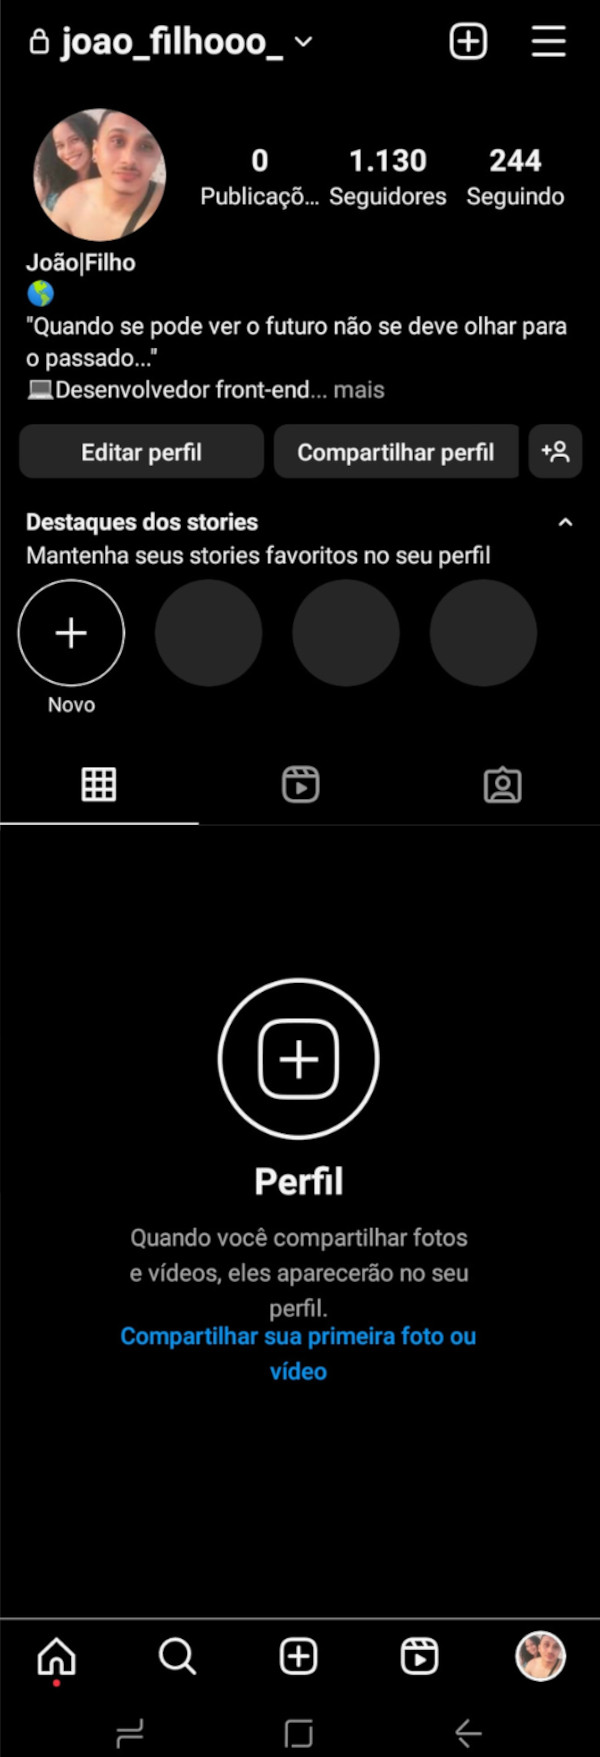 joao_filhooo_
0 1.130 244
Publicaçõ... Seguidores Seguindo
João|Filho
🌎
"Quando se pode ver o futuro não se deve olhar para
o passado..."
💻Desenvolvedor front-end... mais
Editar perfil Compartilhar perfil
Destaques dos stories
Mantenha seus stories favoritos no seu perfil
Novo
Perfil
Quando você compartilhar fotos
e vídeos, eles aparecerão no seu
perfil.
Compartilhar sua primeira foto ou
vídeo